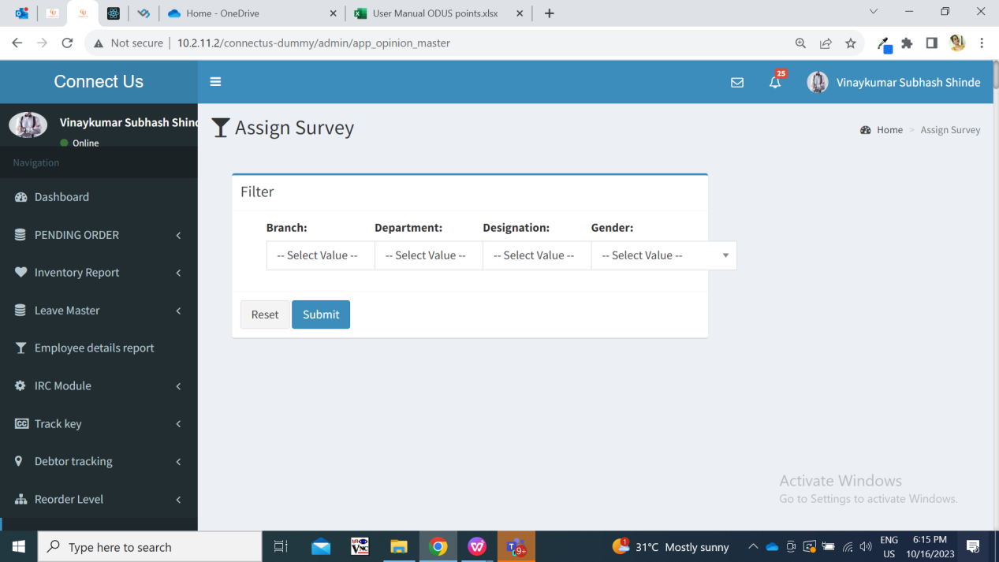 Home - OneDrive
User Manual ODUS points.xlsx
Not secure
10.2.11.2/connectus-dummy/admin/app_opinion_master
Connect Us
25
Vinaykumar Subhash Shinde
Vinaykumar Subhash Shind
Online
Navigation
Dashboard
PENDING ORDER
Inventory Report
Leave Master
Employee details report
IRC Module
Track key
Debtor tracking
Reorder Level
Assign Survey
Home > Assign Survey
Filter
Branch: Department: Designation: Gender:
-- Select Value -- -- Select Value -- -- Select Value -- -- Select Value --
Reset Submit
Activate Windows
Go to Settings to activate Windows.
Type here to search
VNC
9+
1
31°C Mostly sunny
ENG
US
6:15 PM
10/16/2023